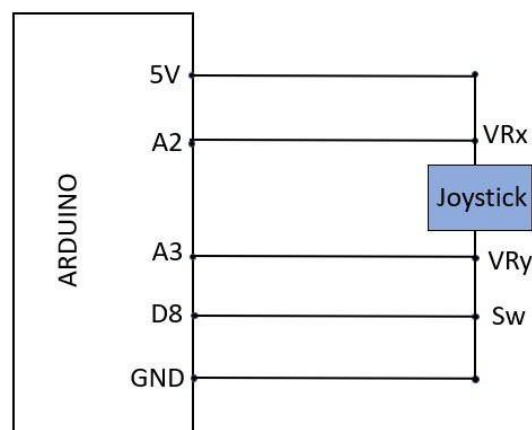 5V
A2
VRx
Joystick
ARDUINO
A3
VRy
D8
Sw
GND